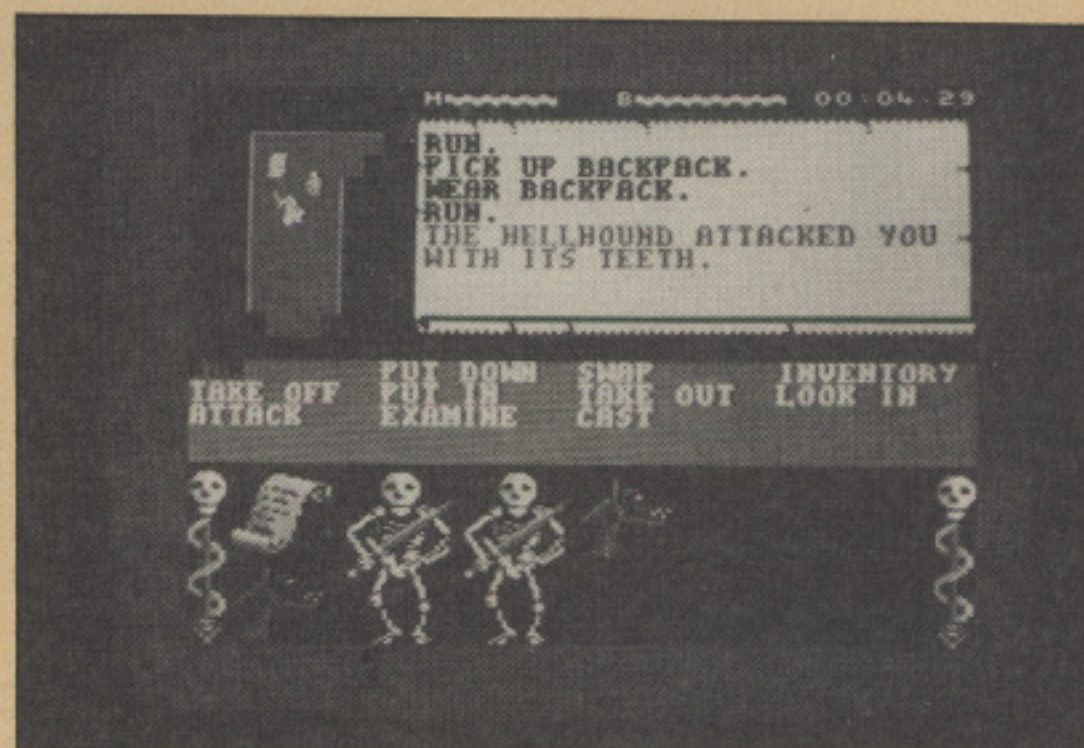 M B 00:04:29
RUN.
PICK UP BACKPACK.
WEAR BACKPACK.
RUN.
THE HELLHOUND ATTACKED YOU
WITH ITS TEETH.
PUT DOWN SWAP INVENTORY
TAKE OFF PUT IN TAKE OUT LOOK IN
ATTACK EXAMINE CAST